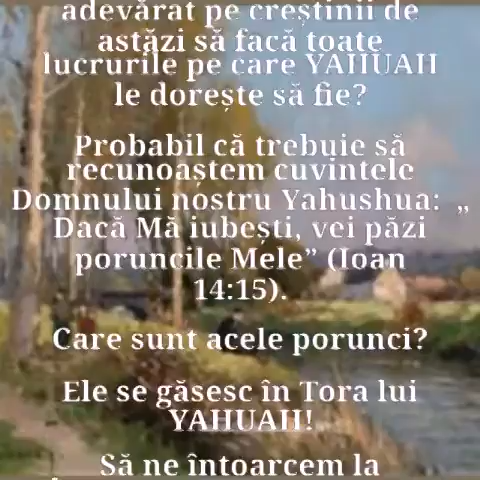 adevărat pe creștinii de
astăzi să facă toate
lucrurile pe care YAHUAH
le dorește să fie?
Probabil că trebuie să
recunoaștem cuvintele
Domnului nostru Yahushua: „
Dacă Mă iubești, vei păzi
poruncile Mele” (Ioan
14:15).
Care sunt acele porunci?
Ele se găsesc în Tora lui
YAHUAH!
Să ne întoarcem la